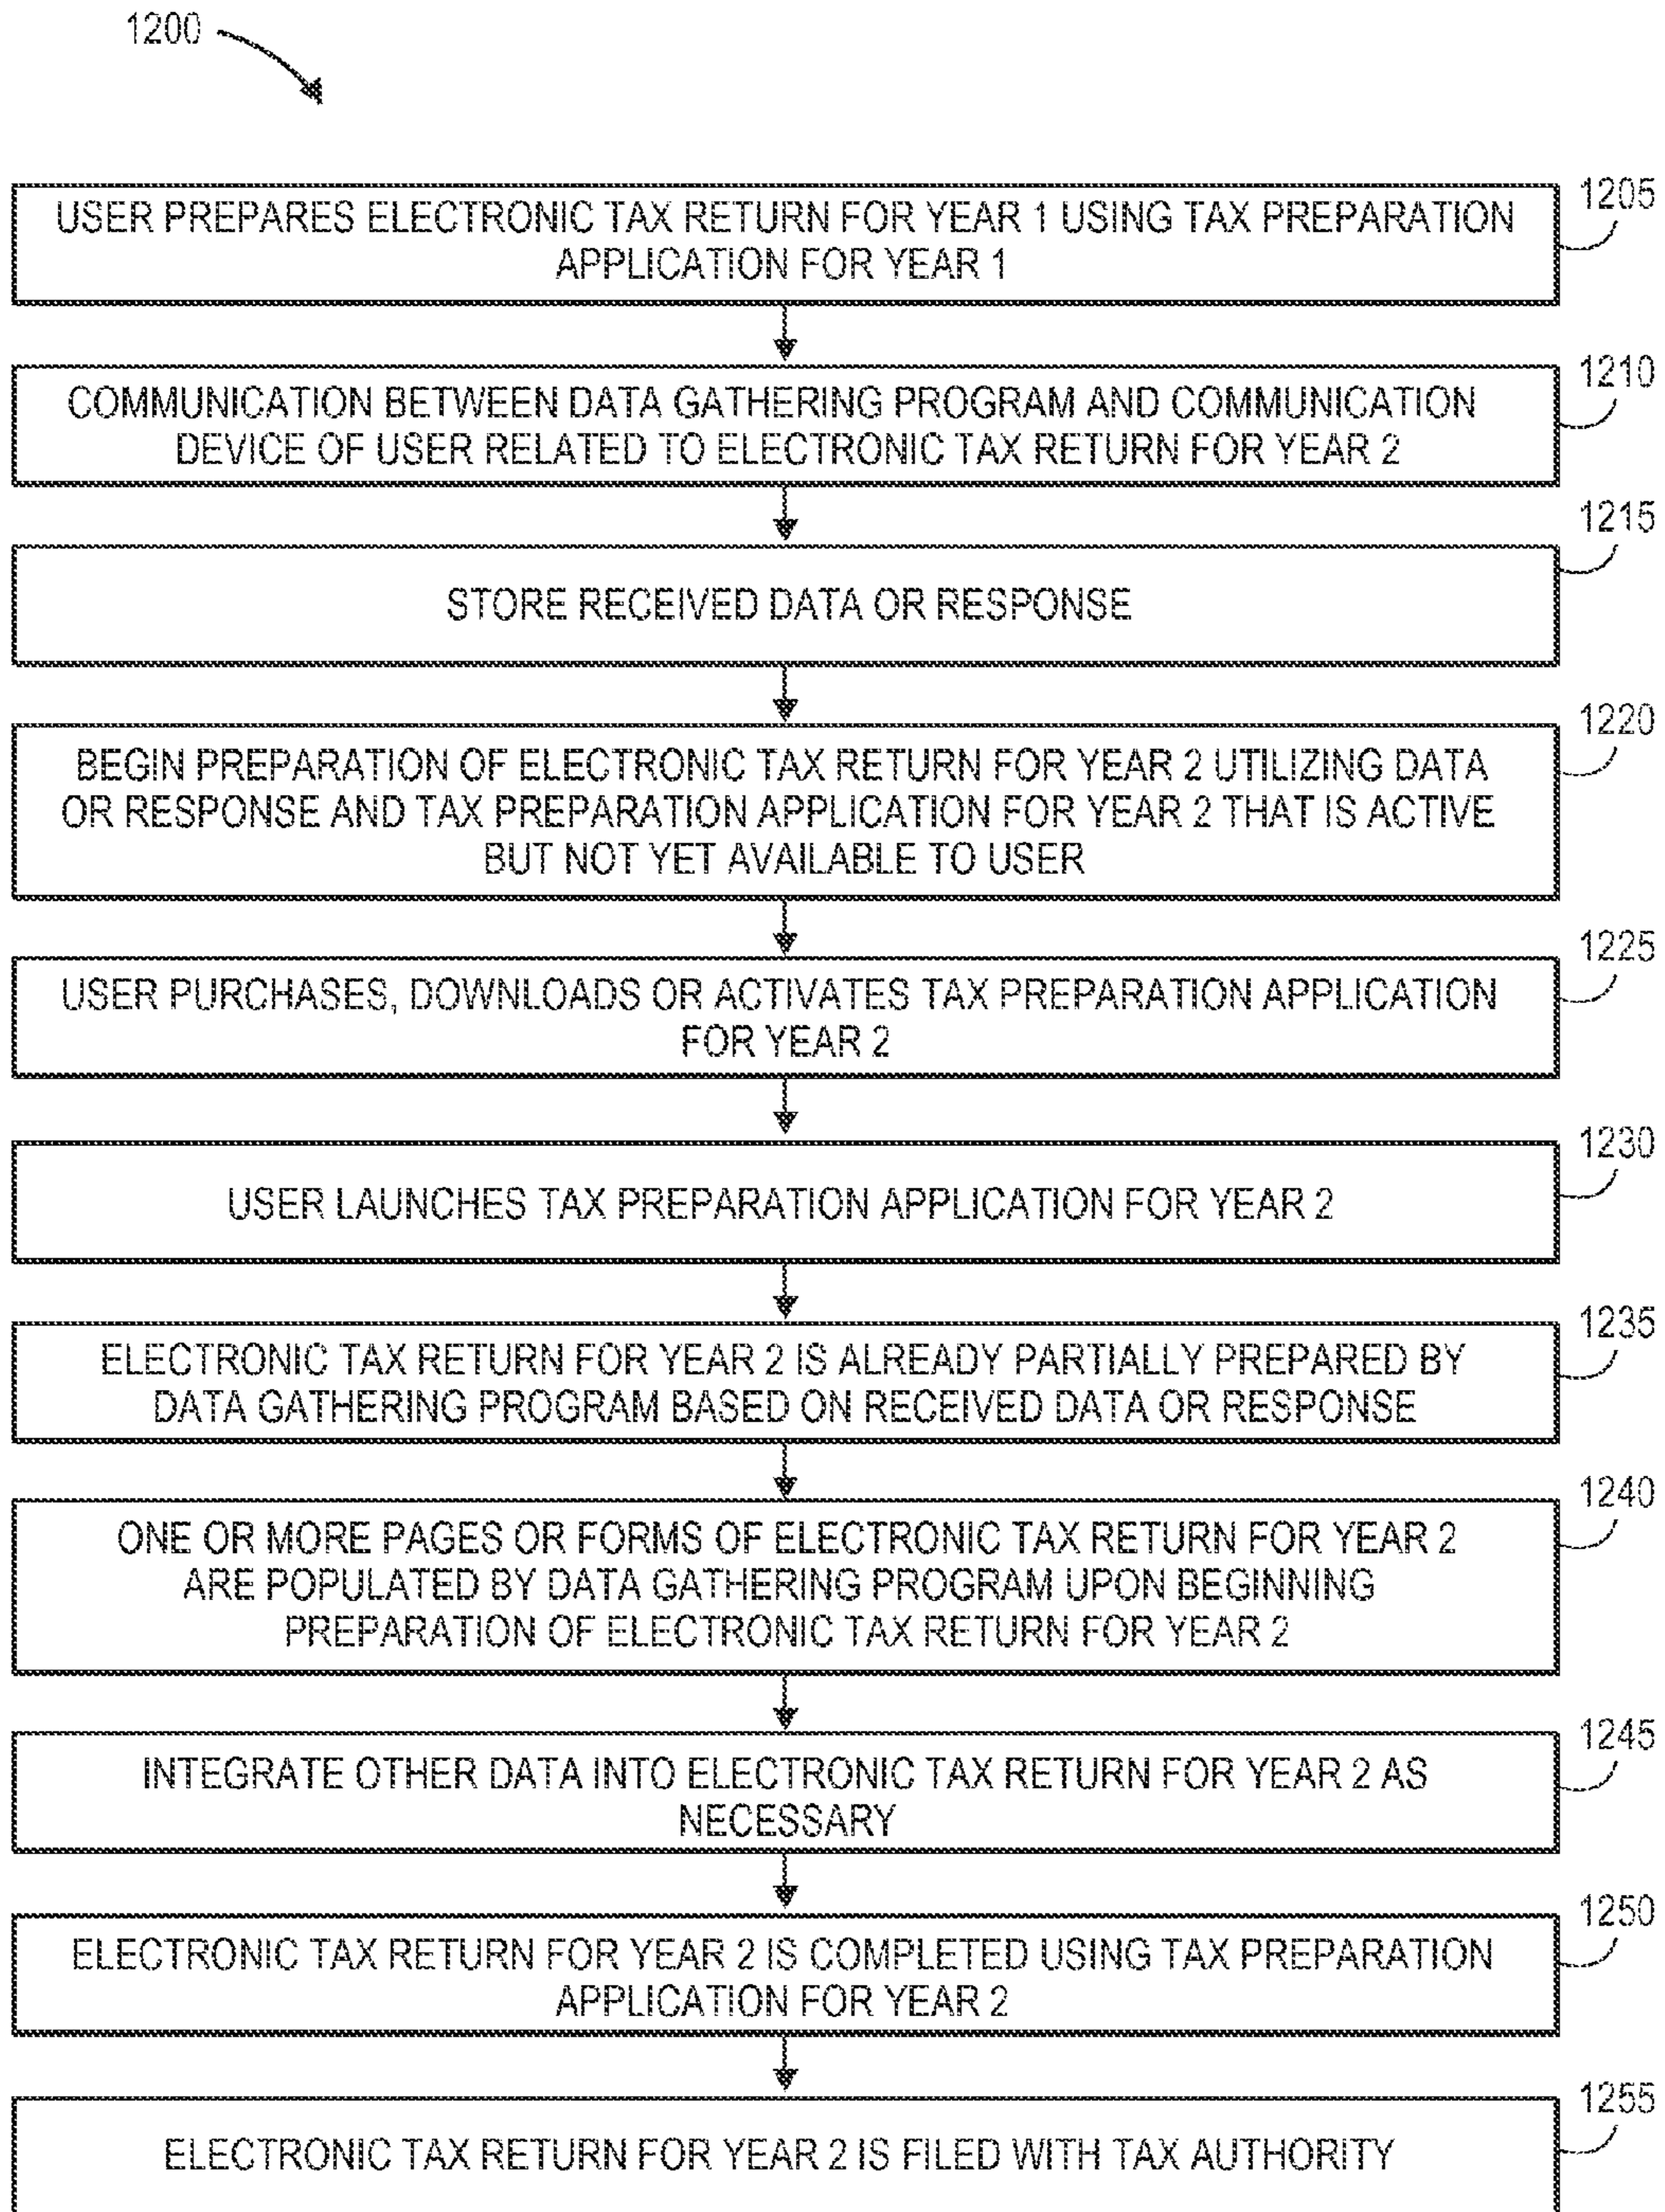 1200
USER PREPARES ELECTRONIC TAX RETURN FOR YEAR 1 USING TAX PREPARATION
APPLICATION FOR YEAR 1
1205
COMMUNICATION BETWEEN DATA GATHERING PROGRAM AND COMMUNICATION
DEVICE OF USER RELATED TO ELECTRONIC TAX RETURN FOR YEAR 2
1210
STORE RECEIVED DATA OR RESPONSE
1215
BEGIN PREPARATION OF ELECTRONIC TAX RETURN FOR YEAR 2 UTILIZING DATA
OR RESPONSE AND TAX PREPARATION APPLICATION FOR YEAR 2 THAT IS ACTIVE
BUT NOT YET AVAILABLE TO USER
1220
USER PURCHASES, DOWNLOADS OR ACTIVATES TAX PREPARATION APPLICATION
FOR YEAR 2
1225
USER LAUNCHES TAX PREPARATION APPLICATION FOR YEAR 2
1230
ELECTRONIC TAX RETURN FOR YEAR 2 IS ALREADY PARTIALLY PREPARED BY
DATA GATHERING PROGRAM BASED ON RECEIVED DATA OR RESPONSE
1235
ONE OR MORE PAGES OR FORMS OF ELECTRONIC TAX RETURN FOR YEAR 2
ARE POPULATED BY DATA GATHERING PROGRAM UPON BEGINNING
PREPARATION OF ELECTRONIC TAX RETURN FOR YEAR 2
1240
INTEGRATE OTHER DATA INTO ELECTRONIC TAX RETURN FOR YEAR 2 AS
NECESSARY
1245
ELECTRONIC TAX RETURN FOR YEAR 2 IS COMPLETED USING TAX PREPARATION
APPLICATION FOR YEAR 2
1250
ELECTRONIC TAX RETURN FOR YEAR 2 IS FILED WITH TAX AUTHORITY
1255